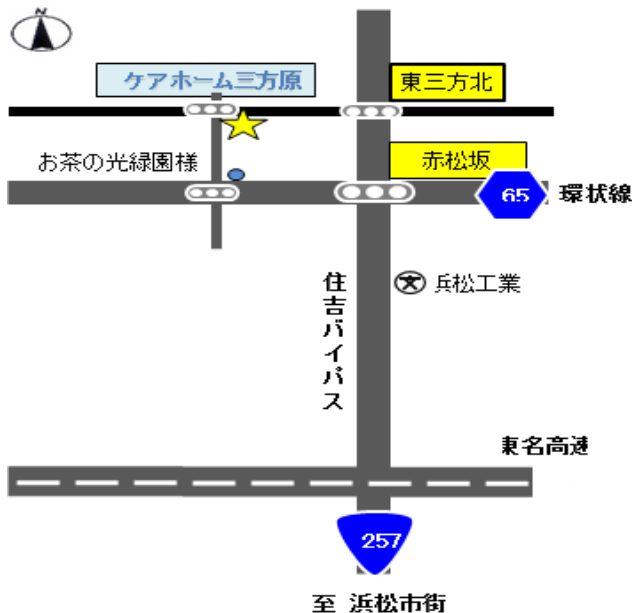 N
ケアホーム三方原
東三方北
お茶の光緑園様
赤松坂
65
環状線
住吉バイパス
浜松工業
東名高速
257
至 浜松市街